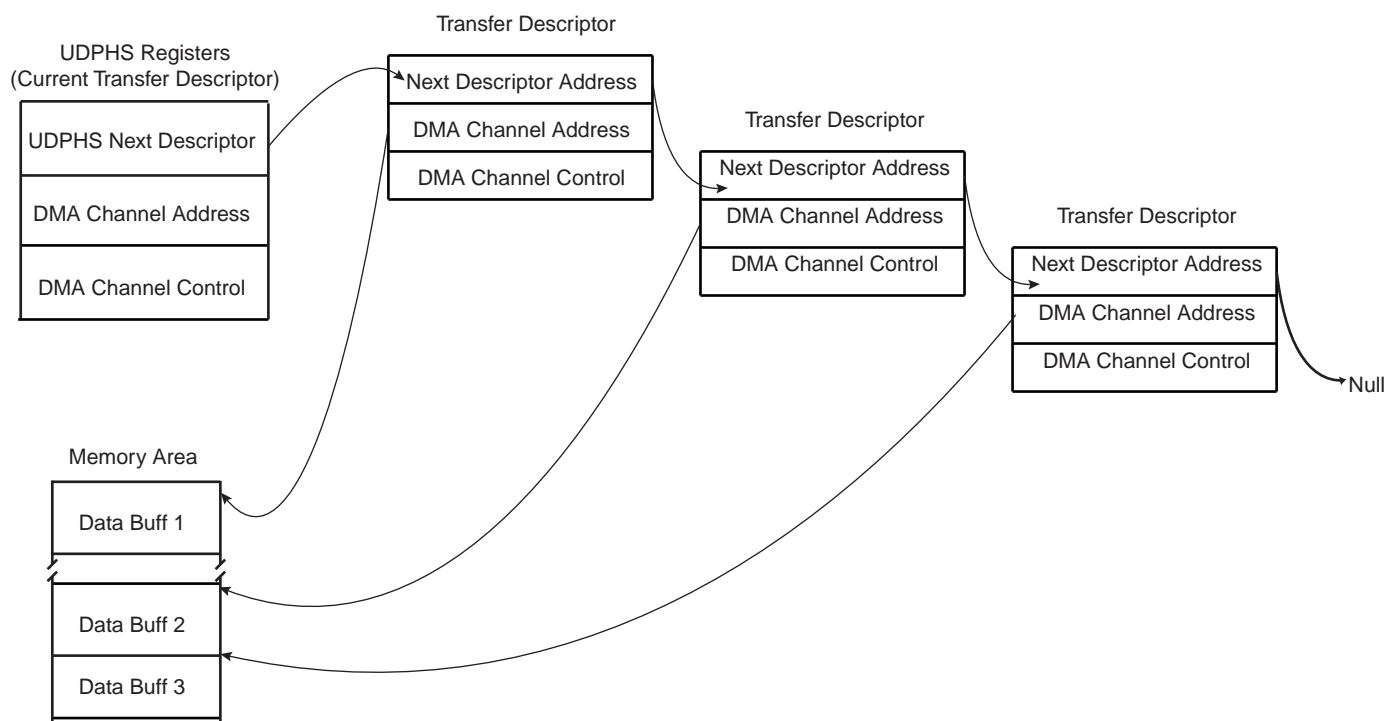 UDPHS Registers
(Current Transfer Descriptor)
UDPHS Next Descriptor
DMA Channel Address
DMA Channel Control
Transfer Descriptor
Next Descriptor Address
DMA Channel Address
DMA Channel Control
Transfer Descriptor
Next Descriptor Address
DMA Channel Address
DMA Channel Control
Transfer Descriptor
Next Descriptor Address
DMA Channel Address
DMA Channel Control
Null
Memory Area
Data Buff 1
Data Buff 2
Data Buff 3